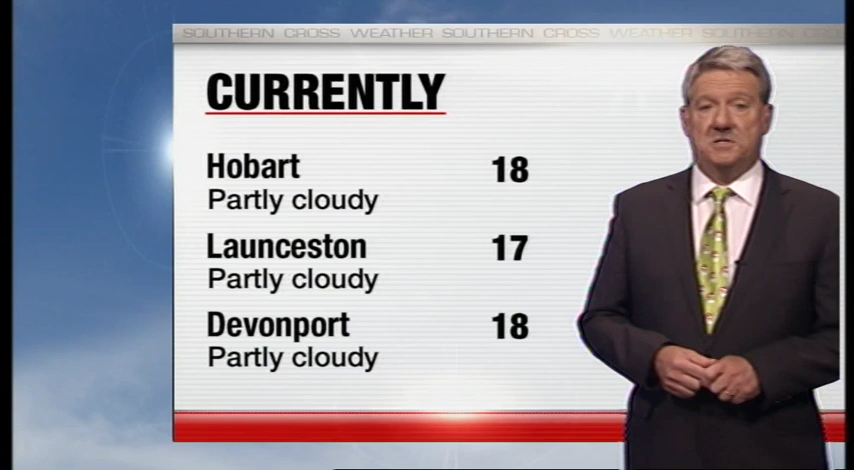 SOUTHERN CROSS WEATHER SOUTHERN CROSS WEATHER SOUTHERN CROSS
CURRENTLY
Hobart 18
Partly cloudy
Launceston 17
Partly cloudy
Devonport 18
Partly cloudy